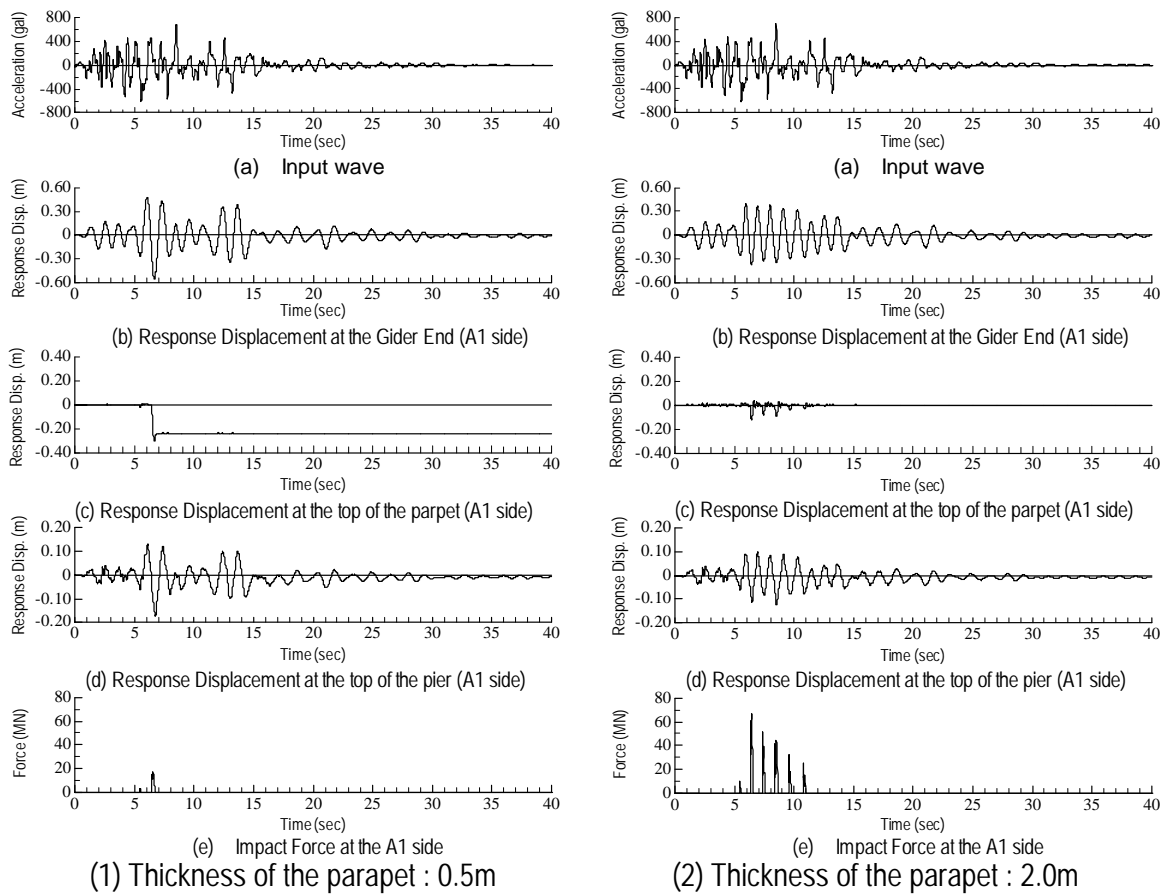 800
400
0
-400
-800
Acceleration (gal)
0 5 10 15 20 25 30 35 40
Time (sec)
(a) Input wave
0.60
0.30
0
-0.30
-0.60
Response Disp. (m)
0 5 10 15 20 25 30 35 40
Time (sec)
(b) Response Displacement at the Gider End (A1 side)
0.40
0.20
0
-0.20
-0.40
Response Disp. (m)
0 5 10 15 20 25 30 35 40
Time (sec)
(c) Response Displacement at the top of the parpet (A1 side)
0.20
0.10
0
-0.10
-0.20
Response Disp. (m)
0 5 10 15 20 25 30 35 40
Time (sec)
(d) Response Displacement at the top of the pier (A1 side)
80
60
40
20
0
Force (MN)
0 5 10 15 20 25 30 35 40
Time (sec)
(e) Impact Force at the A1 side
(1) Thickness of the parapet : 0.5m
800
400
0
-400
-800
Acceleration (gal)
0 5 10 15 20 25 30 35 40
Time (sec)
(a) Input wave
0.60
0.30
0
-0.30
-0.60
Response Disp. (m)
0 5 10 15 20 25 30 35 40
Time (sec)
(b) Response Displacement at the Gider End (A1 side)
0.40
0.20
0
-0.20
-0.40
Response Disp. (m)
0 5 10 15 20 25 30 35 40
Time (sec)
(c) Response Displacement at the top of the parpet (A1 side)
0.20
0.10
0
-0.10
-0.20
Response Disp. (m)
0 5 10 15 20 25 30 35 40
Time (sec)
(d) Response Displacement at the top of the pier (A1 side)
80
60
40
20
0
Force (MN)
0 5 10 15 20 25 30 35 40
Time (sec)
(e) Impact Force at the A1 side
(2) Thickness of the parapet : 2.0m